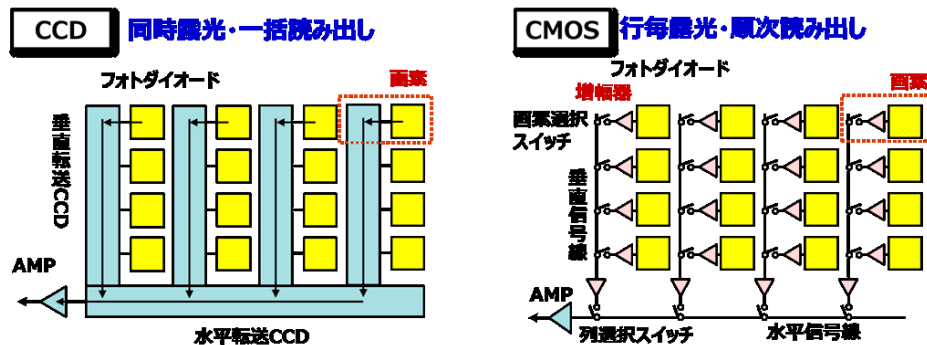 CCD
同時露光・一括読み出し
フォトダイオード
画素
垂直転送CCD
AMP
水平転送CCD
CMOS
行毎露光・順次読み出し
フォトダイオード
増幅器
画素
画素選択
スイッチ
垂直信号線
AMP
列選択スイッチ
水平信号線